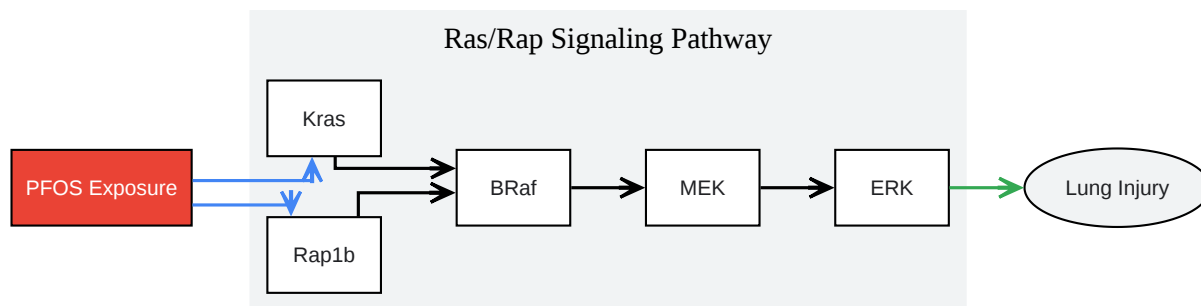 Ras/Rap Signaling Pathway
Kras
PFOS Exposure
BRaf
MEK
ERK
Lung Injury
Rap1b